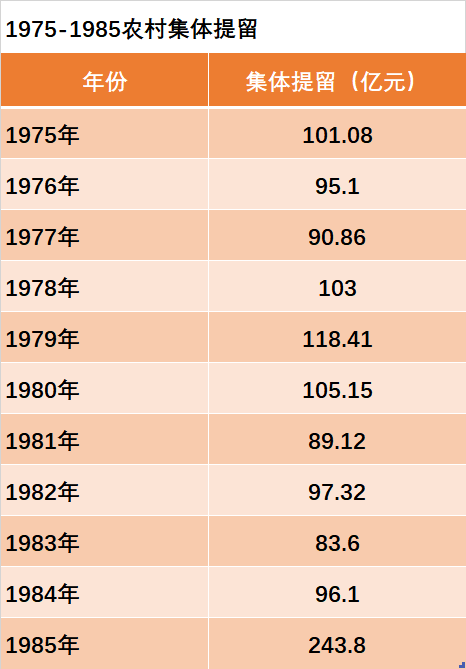 1975-1985农村集体提留
年份 集体提留（亿元）
1975年 101.08
1976年 95.1
1977年 90.86
1978年 103
1979年 118.41
1980年 105.15
1981年 89.12
1982年 97.32
1983年 83.6
1984年 96.1
1985年 243.8